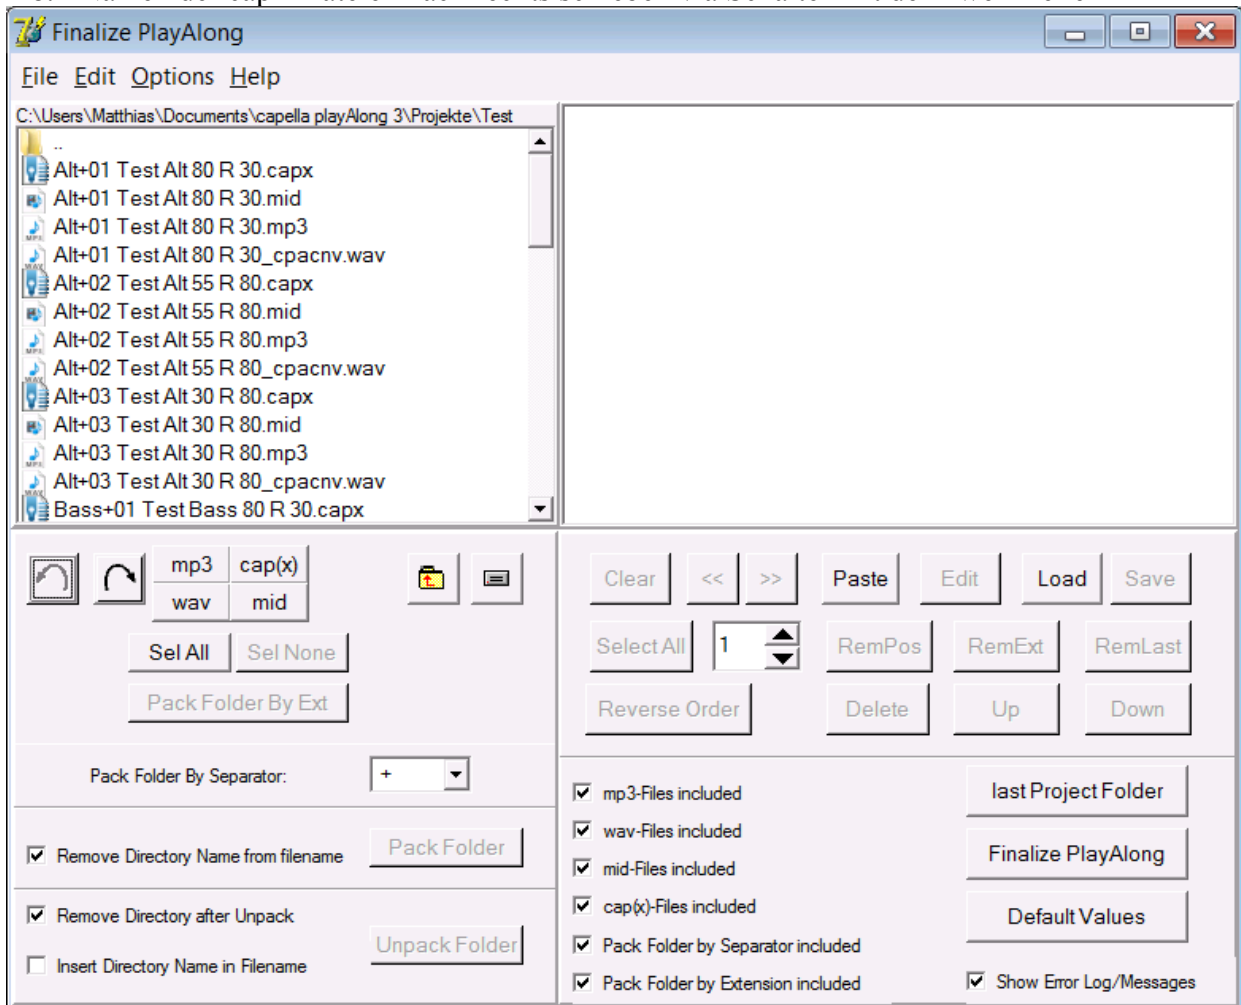 Finalize PlayAlong
File Edit Options Help
C:\Users\Matthias\Documents\capella playAlong 3\Projekte\Test
..
Alt+01 Test Alt 80 R 30.capx
Alt+01 Test Alt 80 R 30.mid
Alt+01 Test Alt 80 R 30.mp3
Alt+01 Test Alt 80 R 30_cpacnv.wav
Alt+02 Test Alt 55 R 80.capx
Alt+02 Test Alt 55 R 80.mid
Alt+02 Test Alt 55 R 80.mp3
Alt+02 Test Alt 55 R 80_cpacnv.wav
Alt+03 Test Alt 30 R 80.capx
Alt+03 Test Alt 30 R 80.mid
Alt+03 Test Alt 30 R 80.mp3
Alt+03 Test Alt 30 R 80_cpacnv.wav
Bass+01 Test Bass 80 R 30.capx
mp3 cap(x)
wav mid
Sel All Sel None
Pack Folder By Ext
Pack Folder By Separator: +
Remove Directory Name from filename Pack Folder
Remove Directory after Unpack
Unpack Folder
Insert Directory Name in Filename
Clear << >> Paste Edit Load Save
Select All 1 RemPos RemExt RemLast
Reverse Order Delete Up Down
mp3-Files included
wav-Files included
mid-Files included
cap(x)-Files included
Pack Folder by Separator included
Pack Folder by Extension included
last Project Folder
Finalize PlayAlong
Default Values
Show Error Log/Messages